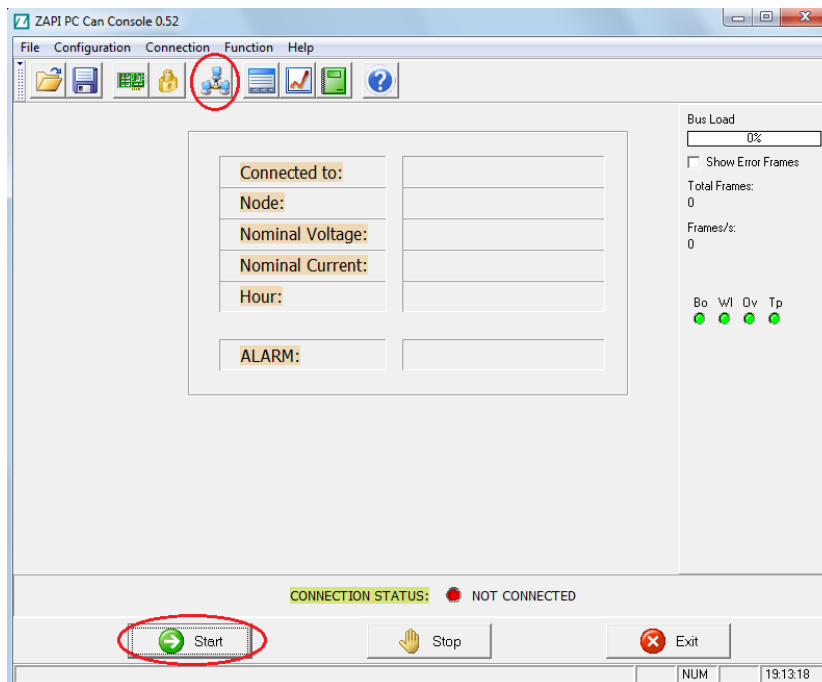 ZAPI PC Can Console 0.52
File Configuration Connection Function Help
Bus Load
0%
Show Error Frames
Total Frames:
0
Frames/s:
0
Bo Wl Ov Tp
Connected to:
Node:
Nominal Voltage:
Nominal Current:
Hour:
ALARM:
CONNECTION STATUS: NOT CONNECTED
Start Stop Exit
NUM 19:13:18